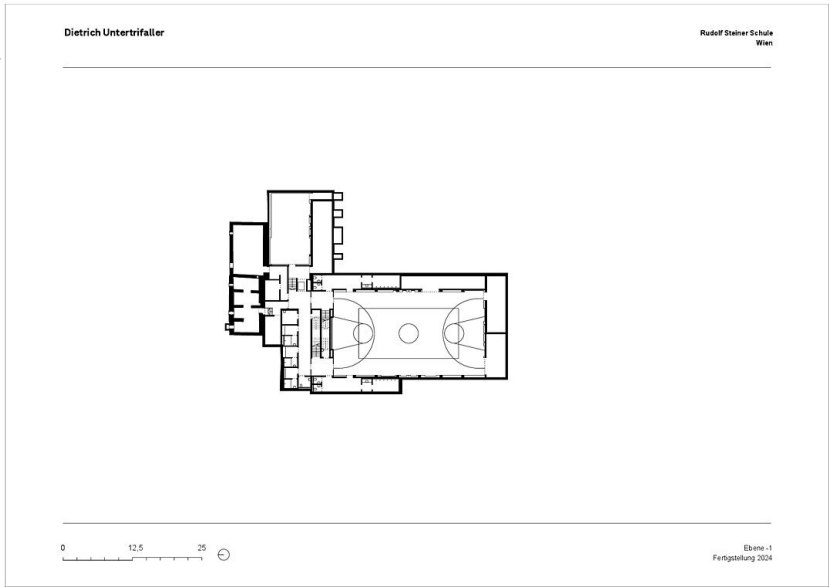 Dietrich Untertrifaller
Rudolf Steiner Schule
Wien
0 12,5 25
Ebene -1
Fertigstellung 2024